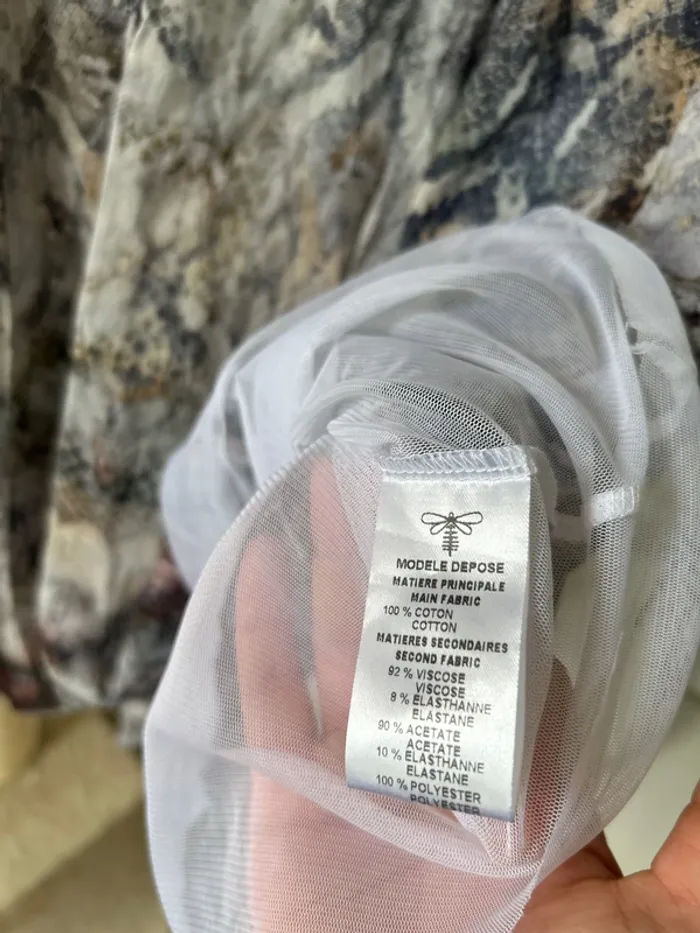 MODELE DEPOSE
MATIERE PRINCIPALE
MAIN FABRIC
100 % COTON
COTTON
MATIERES SECONDAIRES
SECOND FABRIC
92 % VISCOSE
VISCOSE
8 % ELASTHANNE
ELASTANE
90 % ACETATE
ACETATE
10 % ELASTHANNE
ELASTANE
100 % POLYESTER
POLYESTER